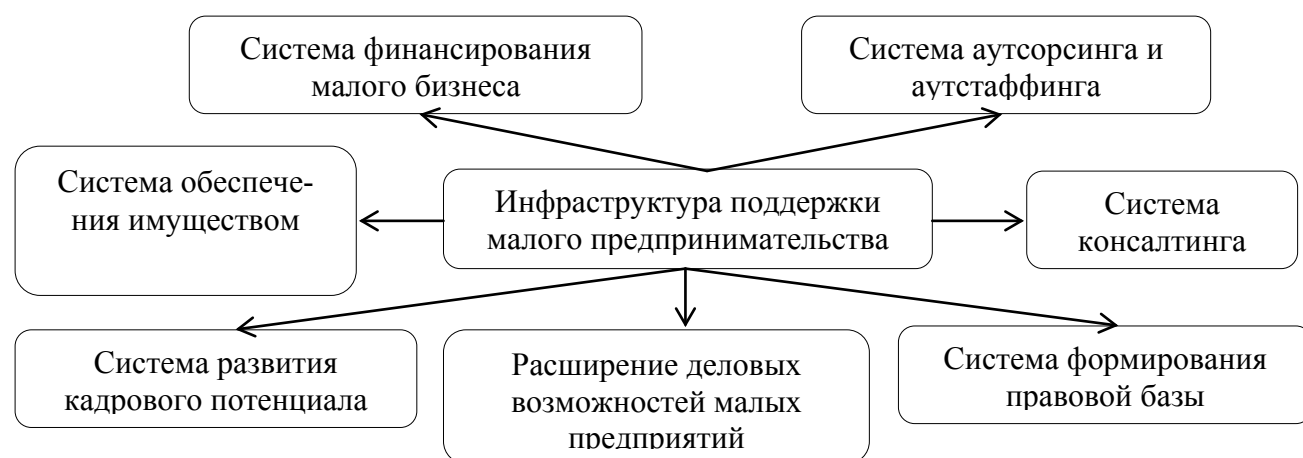 Система финансирования
малого бизнеса
Система аутсорсинга и
аутстаффинга
Система обеспече-
ния имуществом
Инфраструктура поддержки
малого предпринимательства
Система
консалтинга
Система развития
кадрового потенциала
Расширение деловых
возможностей малых
предприятий
Система формирования
правовой базы